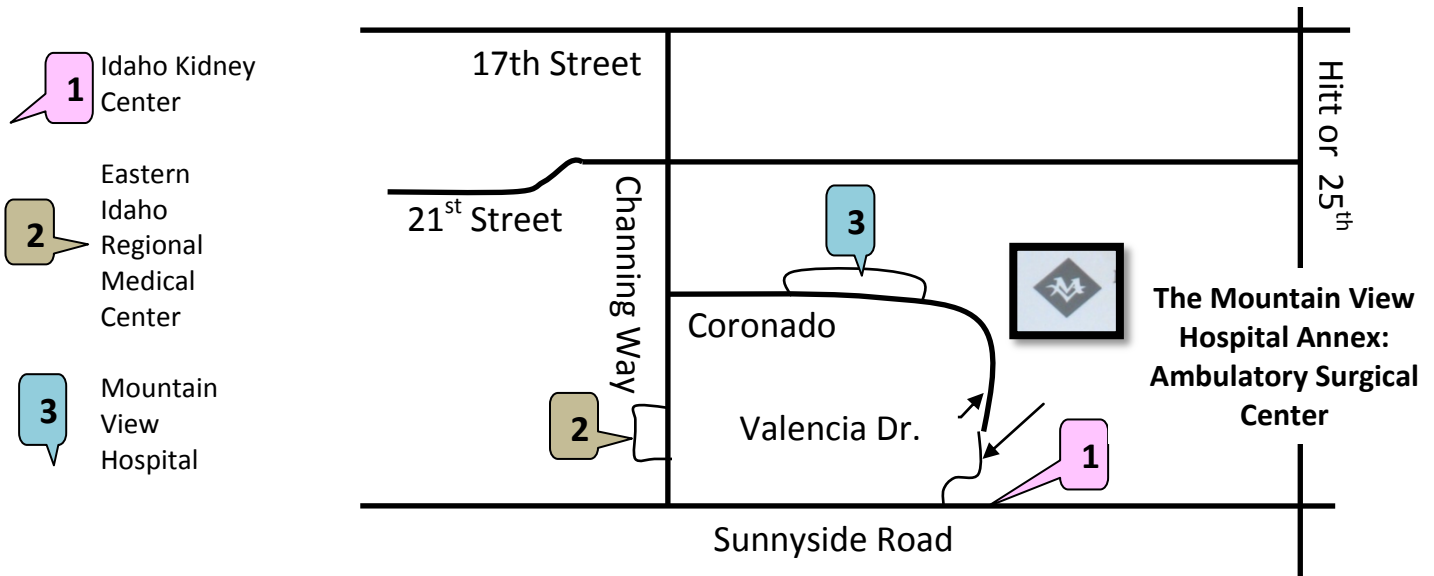 1
Idaho Kidney
Center
2
Eastern
Idaho
Regional
Medical
Center
3
Mountain
View
Hospital
17th Street
21st Street
Channing Way
Hitt or 25th
3
Coronado
The Mountain View
Hospital Annex:
Ambulatory Surgical
Center
2
Valencia Dr.
1
Sunnyside Road